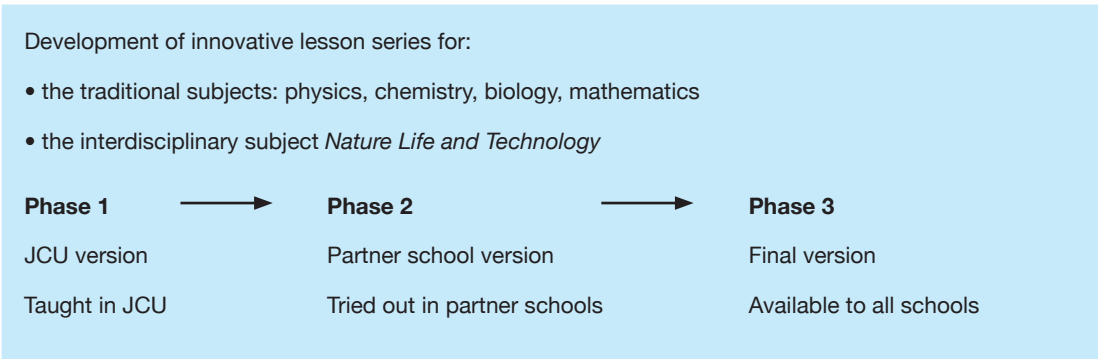 Development of innovative lesson series for:
• the traditional subjects: physics, chemistry, biology, mathematics
• the interdisciplinary subject Nature Life and Technology
Phase 1 Phase 2 Phase 3
JCU version Partner school version Final version
Taught in JCU Tried out in partner schools Available to all schools